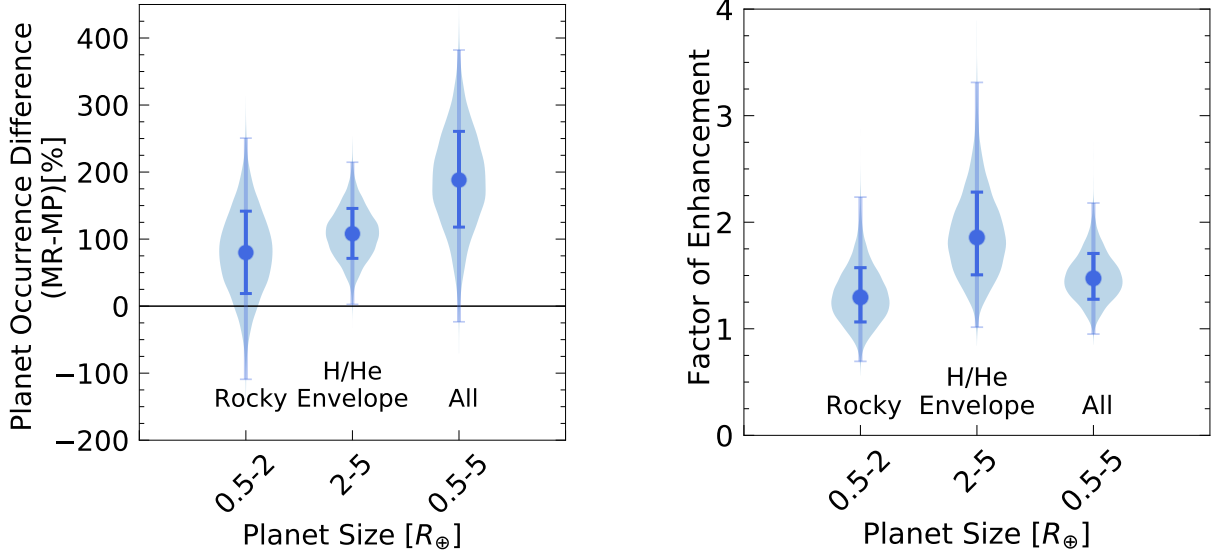 Planet Occurrence Difference
(MR-MP)[%]
400
300
200
100
0
−100
−200
Rocky
H/He
Envelope
All
0.5-2
2-5
0.5-5
Planet Size [R⊕]
Factor of Enhancement
4
3
2
1
0
Rocky
H/He
Envelope
All
0.5-2
2-5
0.5-5
Planet Size [R⊕]